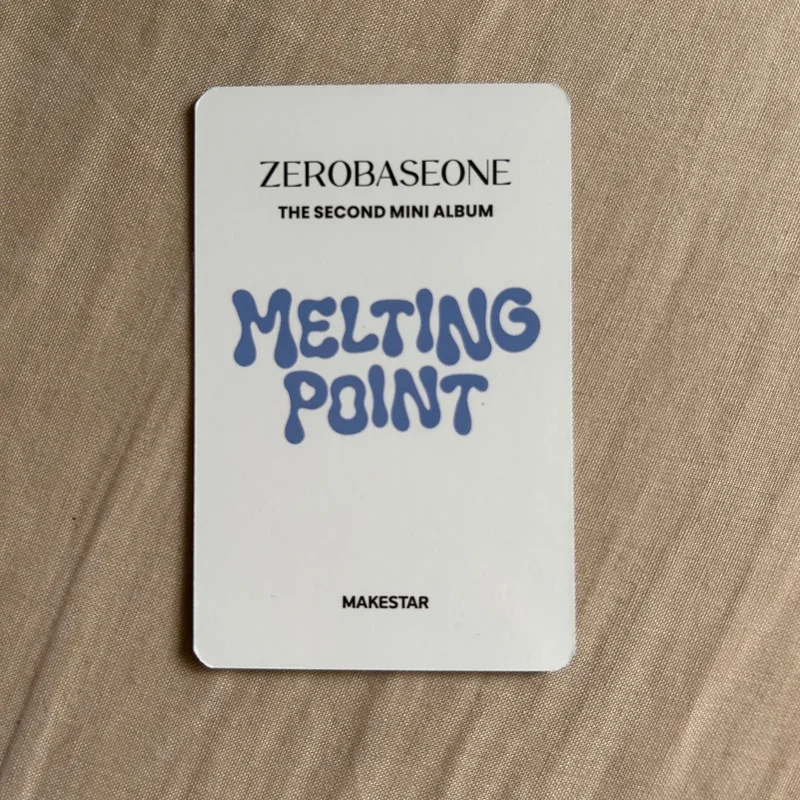 ZEROBASEONE
THE SECOND MINI ALBUM
MELTING
POINT
MAKESTAR